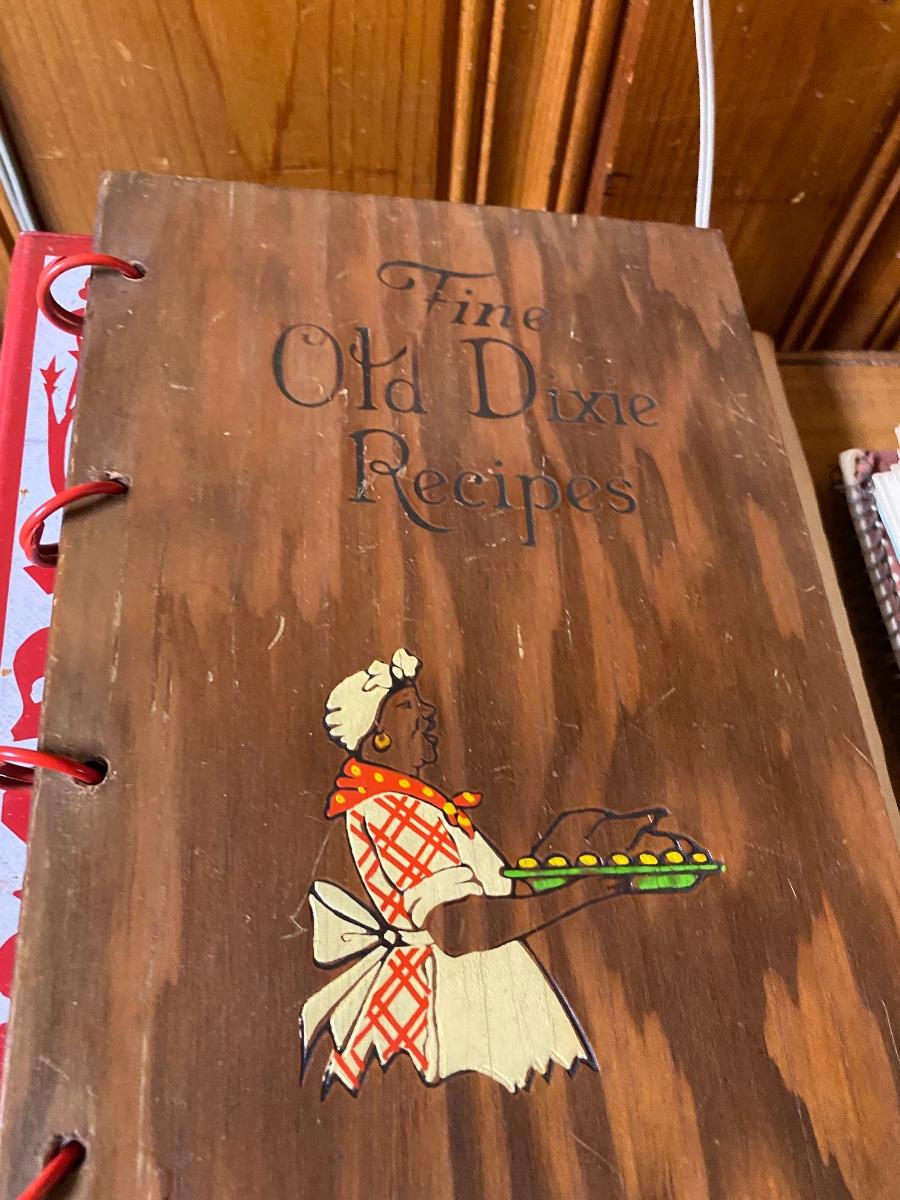 Fine
Old Dixie
Recipes